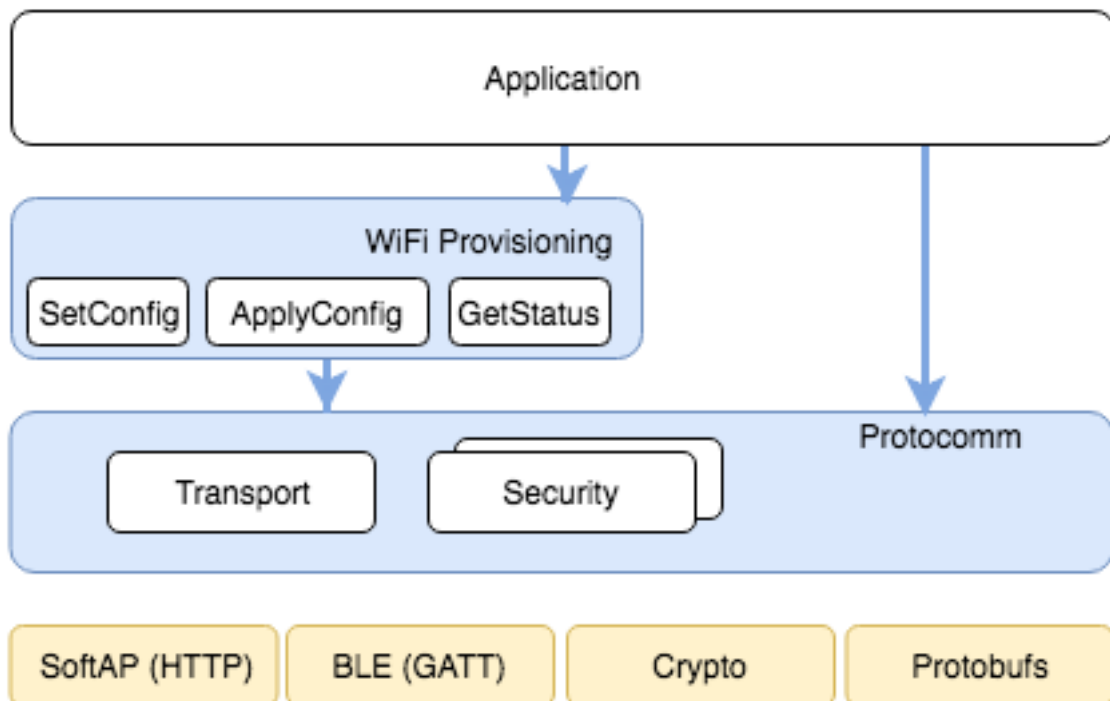 Application
WiFi Provisioning
SetConfig
ApplyConfig
GetStatus
Protocomm
Transport
Security
SoftAP (HTTP)
BLE (GATT)
Crypto
Protobufs